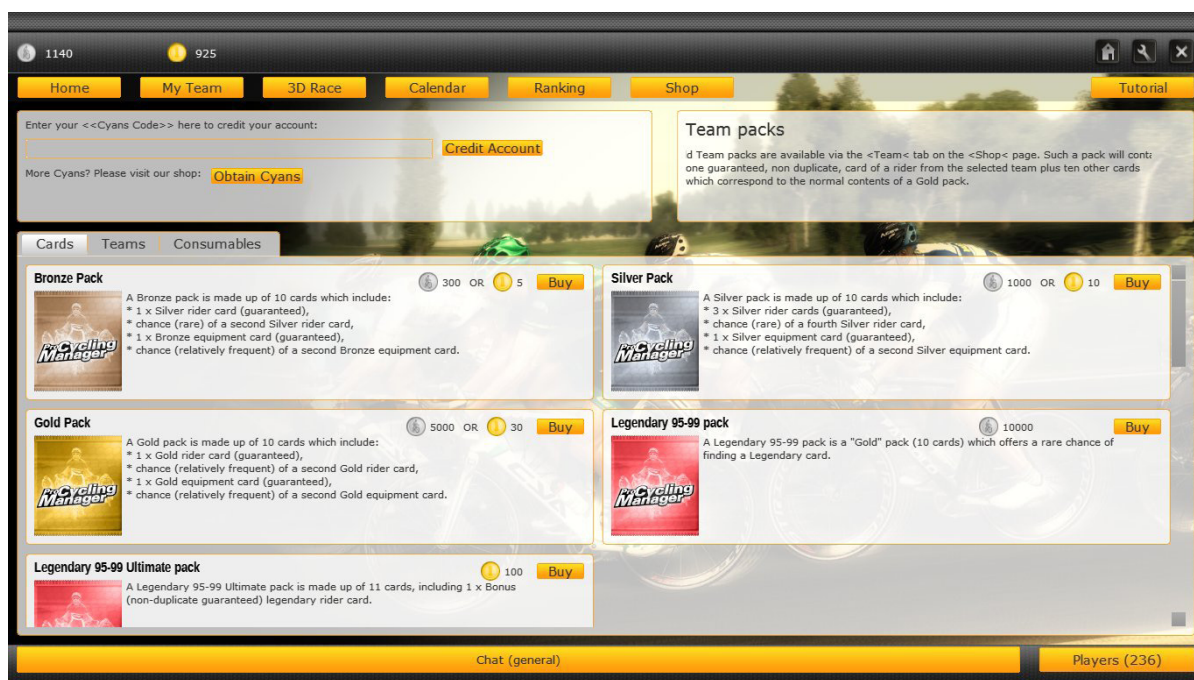 1140
925
Home
My Team
3D Race
Calendar
Ranking
Shop
Tutorial
Enter your <<Cyans Code>> here to credit your account:
Credit Account
More Cyans? Please visit our shop:
Obtain Cyans
Team packs
d Team packs are available via the <Team< tab on the <Shop< page. Such a pack will conta
one guaranteed, non duplicate, card of a rider from the selected team plus ten other cards
which correspond to the normal contents of a Gold pack.
Cards
Teams
Consumables
Bronze Pack
300 OR 5
Buy
A Bronze pack is made up of 10 cards which include:
* 1 x Silver rider card (guaranteed),
* chance (rare) of a second Silver rider card,
* 1 x Bronze equipment card (guaranteed),
* chance (relatively frequent) of a second Bronze equipment card.
Pro Cycling
Manager
Silver Pack
1000 OR 10
Buy
A Silver pack is made up of 10 cards which include:
* 3 x Silver rider cards (guaranteed),
* chance (rare) of a fourth Silver rider card,
* 1 x Silver equipment card (guaranteed),
* chance (relatively frequent) of a second Silver equipment card.
Pro Cycling
Manager
Gold Pack
5000 OR 30
Buy
A Gold pack is made up of 10 cards which include:
* 1 x Gold rider card (guaranteed),
* chance (relatively frequent) of a second Gold rider card,
* 1 x Gold equipment card (guaranteed),
* chance (relatively frequent) of a second Gold equipment card.
Pro Cycling
Manager
Legendary 95-99 pack
10000
Buy
A Legendary 95-99 pack is a "Gold" pack (10 cards) which offers a rare chance of
finding a Legendary card.
Pro Cycling
Manager
Legendary 95-99 Ultimate pack
100
Buy
A Legendary 95-99 Ultimate pack is made up of 11 cards, including 1 x Bonus
(non-duplicate guaranteed) legendary rider card.
Chat (general)
Players (236)